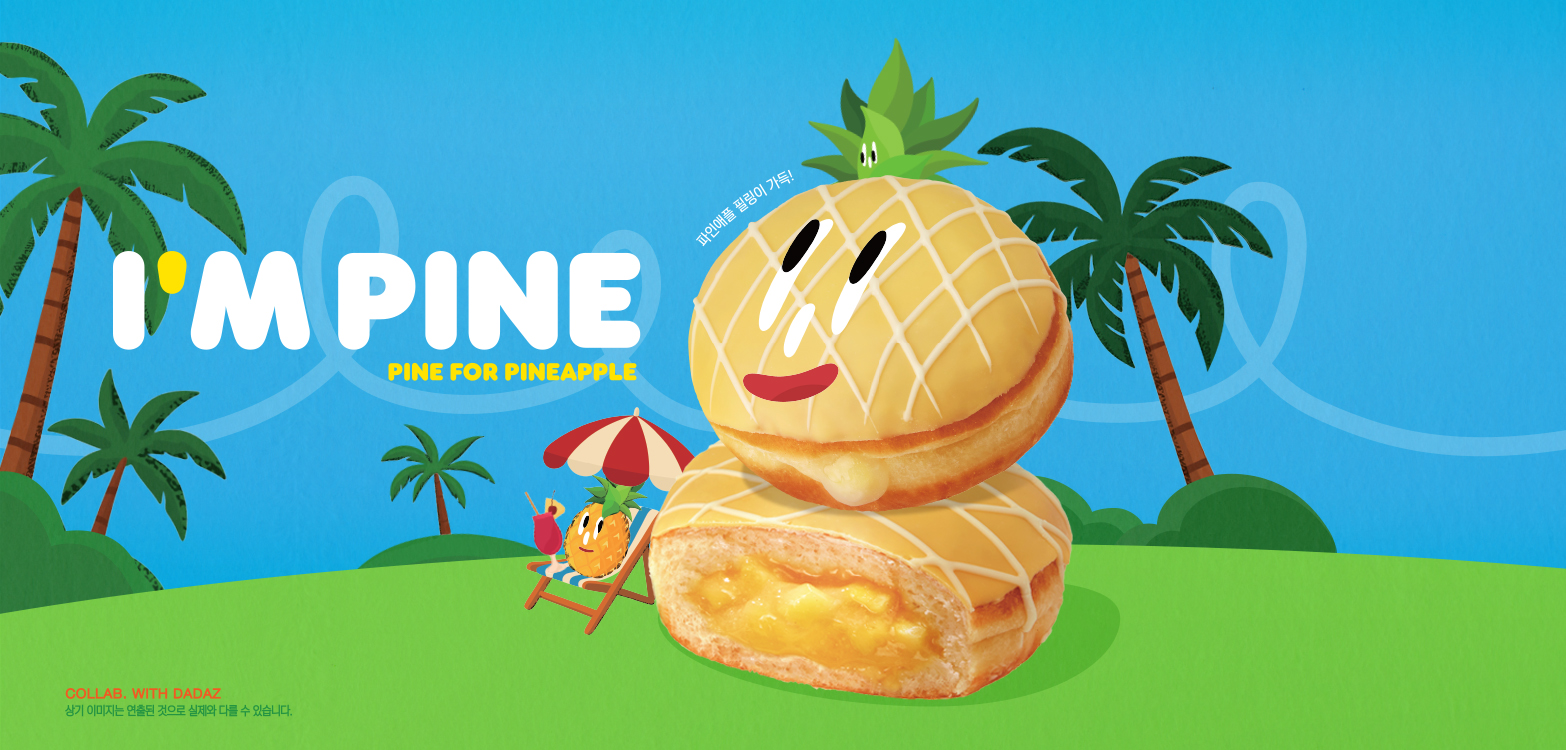 파인애플 필링이 가득!
I'M PINE
PINE FOR PINEAPPLE
COLLAB. WITH DADAZ
상기 이미지는 연출된 것으로 실제와 다를 수 있습니다.